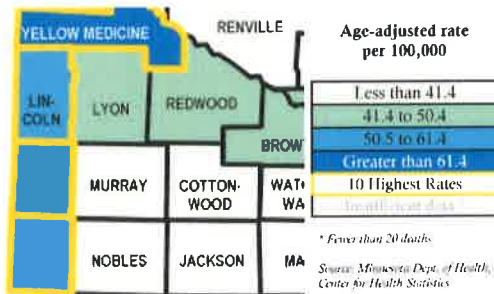 YELLOW MEDICINE
RENVILLE
LIN-
COLN
LYON
REDWOOD
BROW
MURRAY
COTTON-
WOOD
WAT
WA
NOBLES
JACKSON
MA
Age-adjusted rate
per 100,000
Less than 41.4
41.4 to 50.4
50.5 to 61.4
Greater than 61.4
10 Highest Rates
Insufficient data
* Fewer than 20 deaths
Source: Minnesota Dept. of Health,
Center for Health Statistics